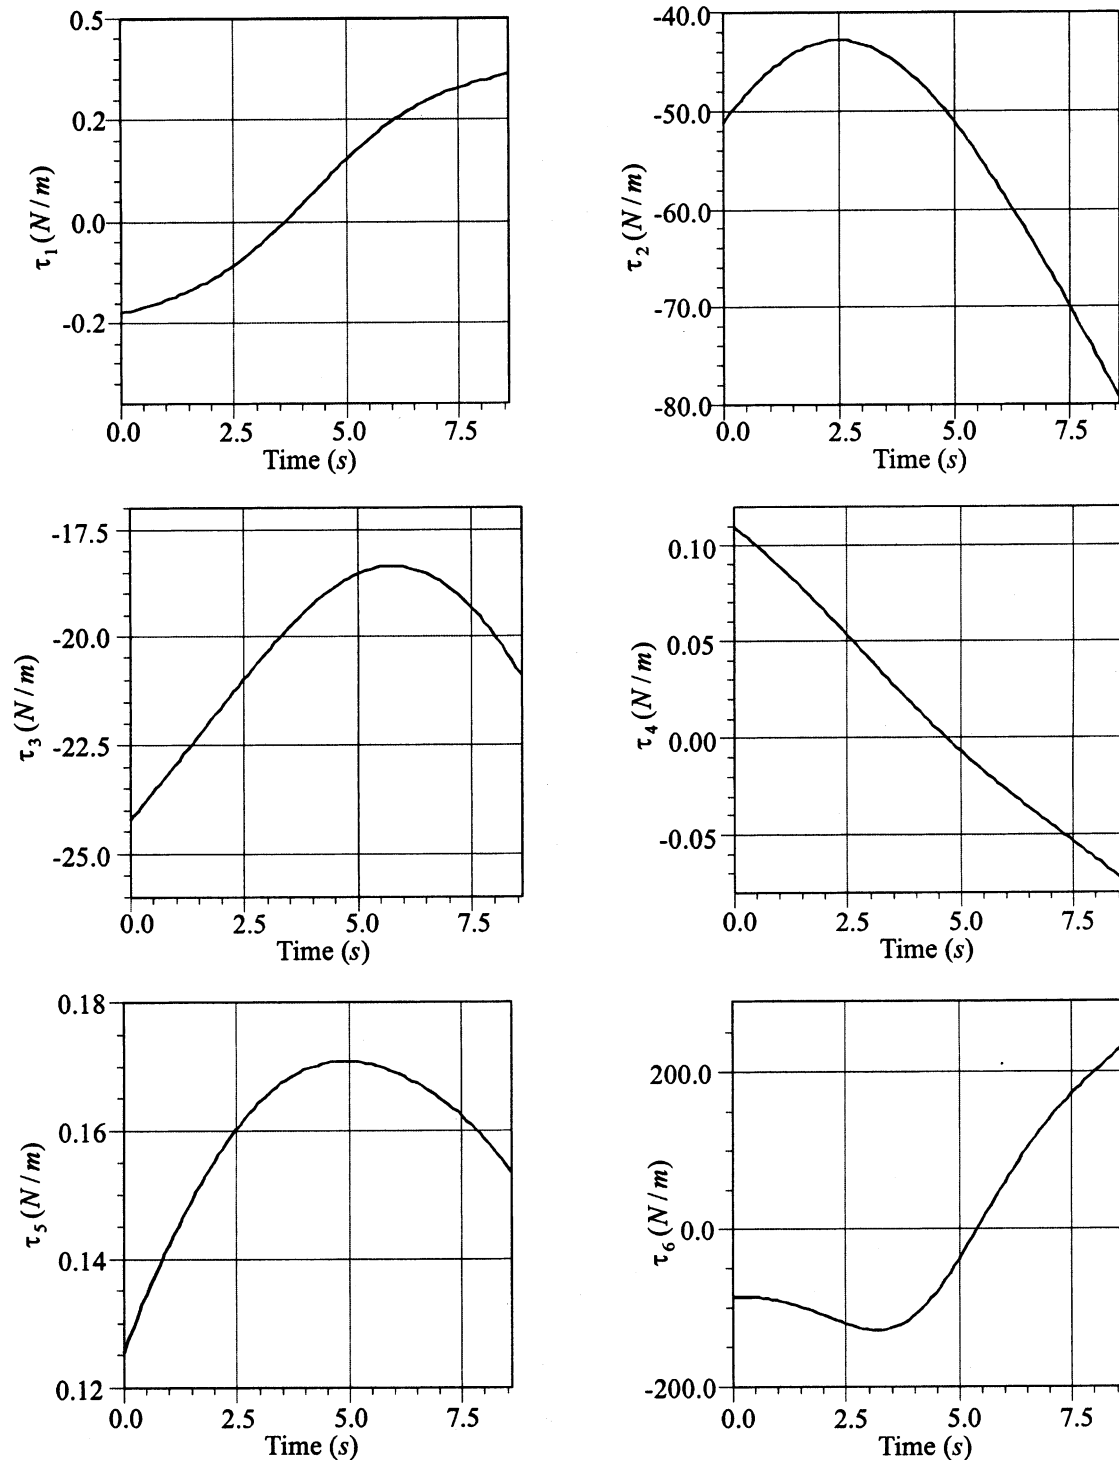 0.5
0.2
0.0
-0.2
τ1 (N/m)
0.0 2.5 5.0 7.5
Time (s)
-40.0
-50.0
-60.0
-70.0
-80.0
τ2 (N/m)
0.0 2.5 5.0 7.5
Time (s)
-17.5
-20.0
-22.5
-25.0
τ3 (N/m)
0.0 2.5 5.0 7.5
Time (s)
0.10
0.05
0.00
-0.05
τ4 (N/m)
0.0 2.5 5.0 7.5
Time (s)
0.18
0.16
0.14
0.12
τ5 (N/m)
0.0 2.5 5.0 7.5
Time (s)
200.0
0.0
-200.0
τ6 (N/m)
0.0 2.5 5.0 7.5
Time (s)